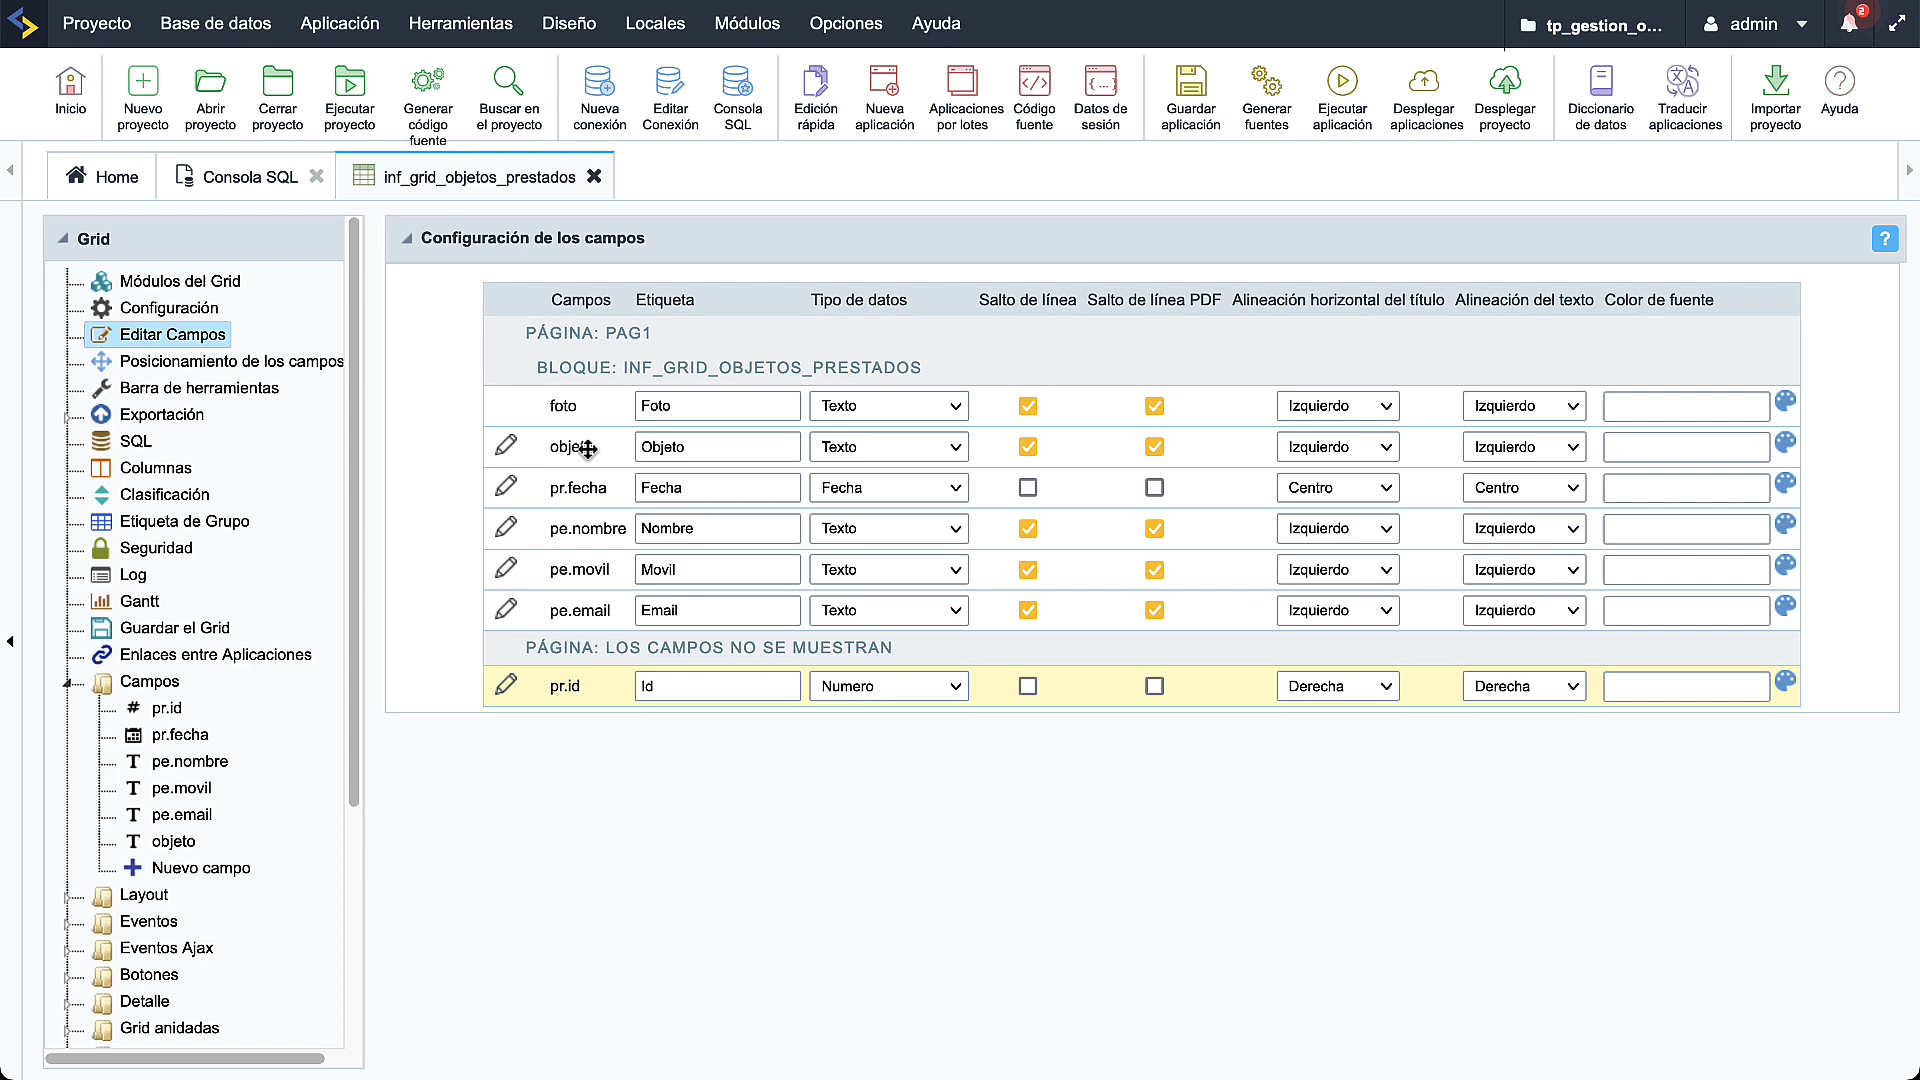 Proyecto Base de datos Aplicación Herramientas Diseño Locales Módulos Opciones Ayuda tp_gestion_o... admin 2
Inicio
Nuevo proyecto
Abrir proyecto
Cerrar proyecto
Ejecutar proyecto
Generar código fuente
Buscar en el proyecto
Nueva conexión
Editar Conexión
Consola SQL
Edición rápida
Nueva aplicación
Aplicaciones por lotes
Código fuente
Datos de sesión
Guardar aplicación
Generar fuentes
Ejecutar aplicación
Desplegar aplicaciones
Desplegar proyecto
Diccionario de datos
Traducir aplicaciones
Importar proyecto
Ayuda
Home Consola SQL inf_grid_objetos_prestados
Grid
Módulos del Grid
Configuración
Editar Campos
Posicionamiento de los campos
Barra de herramientas
Exportación
SQL
Columnas
Clasificación
Etiqueta de Grupo
Seguridad
Log
Gantt
Guardar el Grid
Enlaces entre Aplicaciones
Campos
pr.id
pr.fecha
pe.nombre
pe.movil
pe.email
objeto
Nuevo campo
Layout
Eventos
Eventos Ajax
Botones
Detalle
Grid anidadas
Configuración de los campos ?
Campos Etiqueta Tipo de datos Salto de línea Salto de línea PDF Alineación horizontal del título Alineación del texto Color de fuente
PÁGINA: PAG1
BLOQUE: INF_GRID_OBJETOS_PRESTADOS
foto Foto Texto Izquierdo Izquierdo
Objeto Texto Izquierdo Izquierdo
pr.fecha Fecha Fecha Centro Centro
pe.nombre Nombre Texto Izquierdo Izquierdo
pe.movil Movil Texto Izquierdo Izquierdo
pe.email Email Texto Izquierdo Izquierdo
PÁGINA: LOS CAMPOS NO SE MUESTRAN
pr.id Id Numero Derecha Derecha